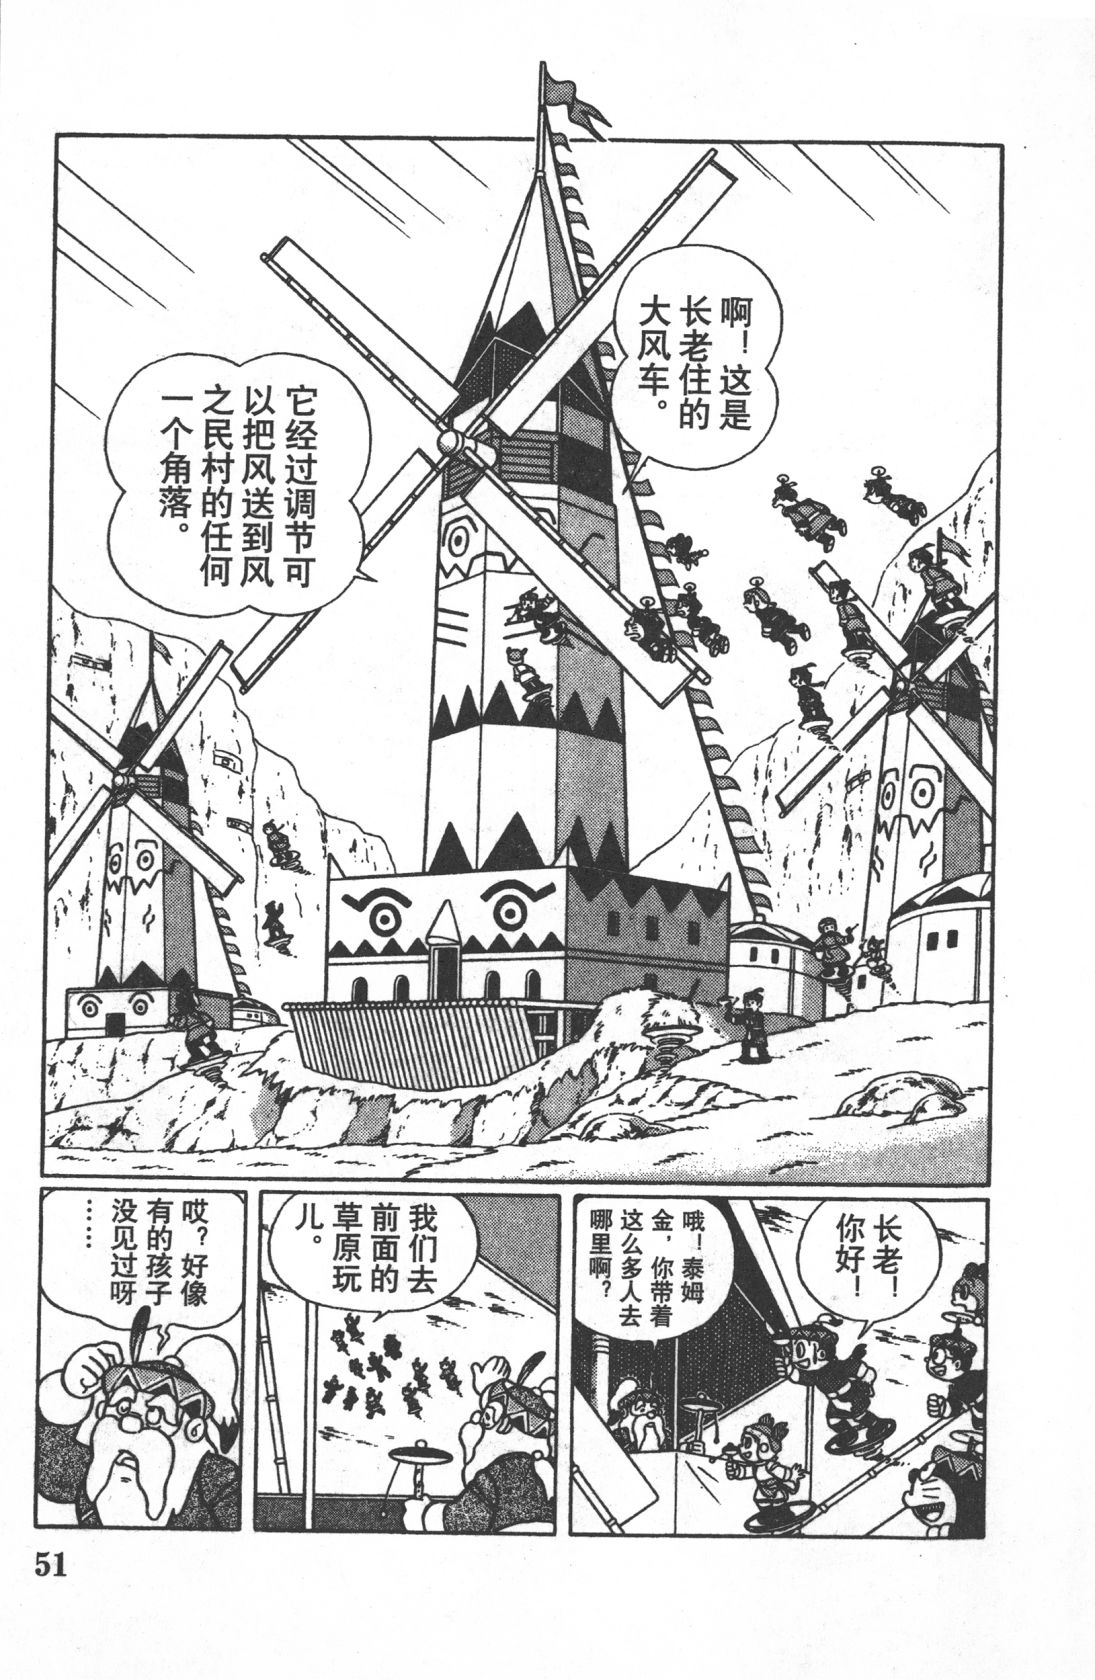 啊！这是
长老住的
大风车。
它经过调节可
以把风送到风
之民村的任何
一个角落。
长老！
你好！
哦！泰姆
金，你带着
这么多人去
哪里啊？
我们去
前面的
草原玩
儿。
哎？好像
有的孩子
没见过呀
……
51